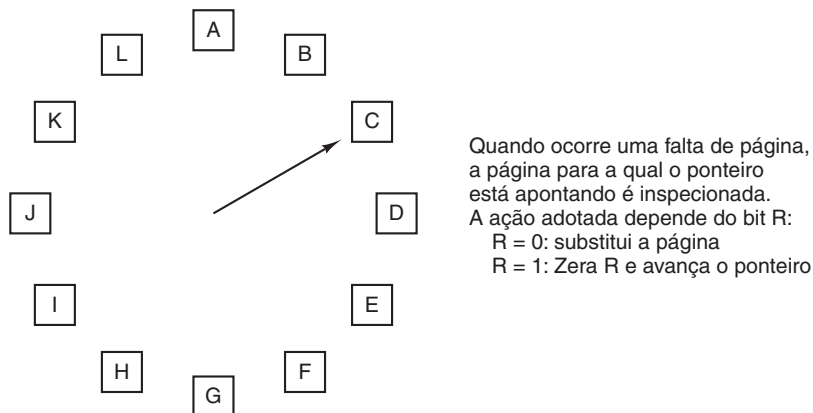 A
L
B
K
C
J
D
I
E
H
F
G
Quando ocorre uma falta de página,
a página para a qual o ponteiro
está apontando é inspecionada.
A ação adotada depende do bit R:
R = 0: substitui a página
R = 1: Zera R e avança o ponteiro